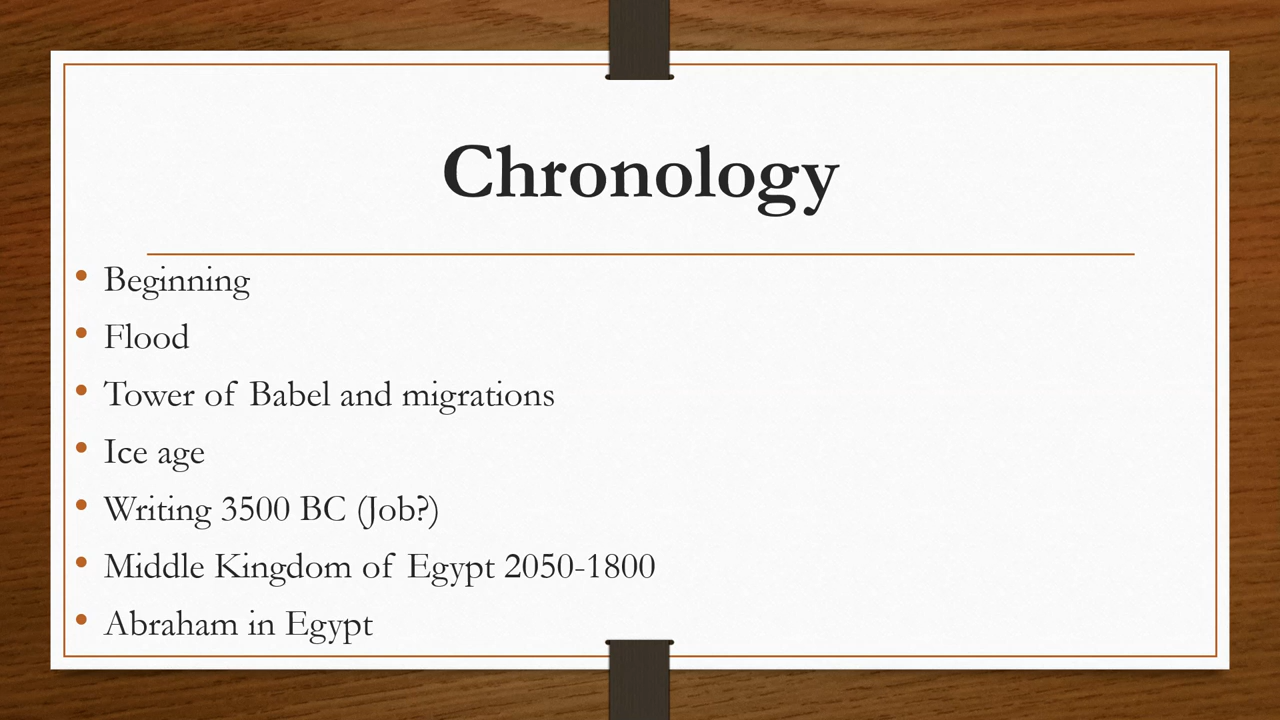 Chronology
• Beginning
• Flood
• Tower of Babel and migrations
• Ice age
• Writing 3500 BC (Job?)
• Middle Kingdom of Egypt 2050-1800
• Abraham in Egypt